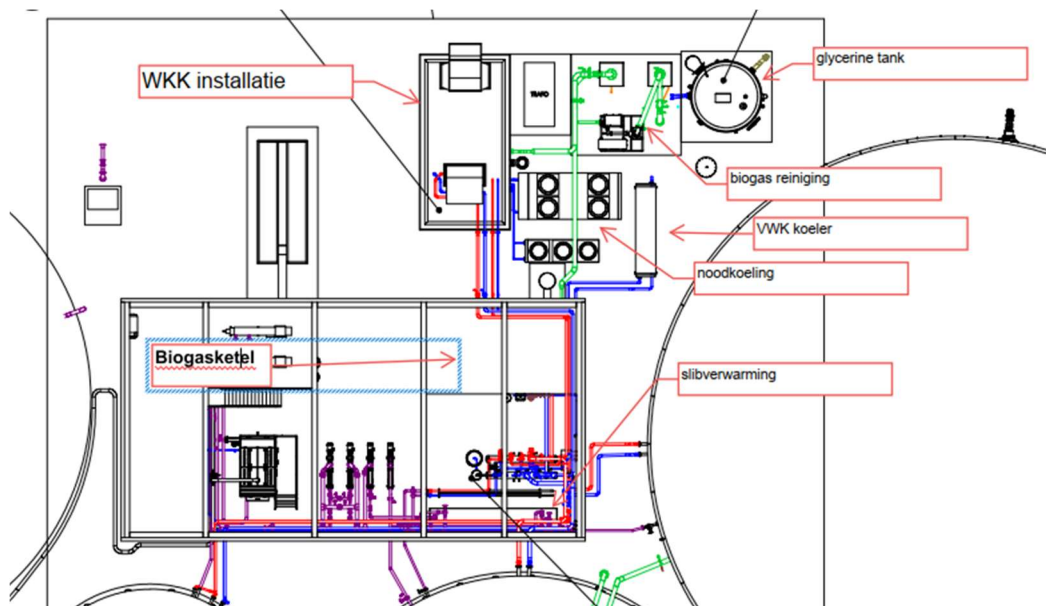 WKK installatie
glycerine tank
TRAFO
biogas reiniging
VWK koeler
noodkoeling
Biogasketel
slibverwarming